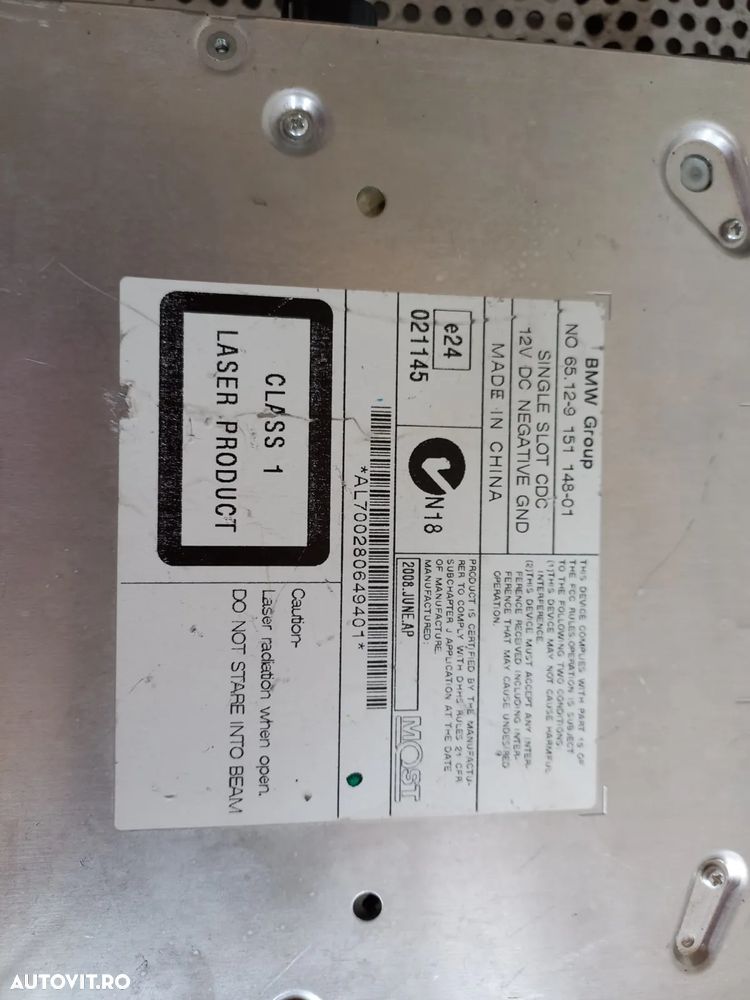 BMW Group
NO 65.12-9 151 148-01
SINGLE SLOT CDC
12V DC NEGATIVE GND
MADE IN CHINA
THIS DEVICE COMPLIES WITH PART 15 OF
THE FCC RULES.OPERATION IS SUBJECT
TO THE FOLLOWING TWO CONDITIONS:
(1)THIS DEVICE MAY NOT CAUSE HARMFUL
INTERFERENCE
(2)THIS DEVICE MUST ACCEPT ANY INTER-
FERENCE RECEIVED INCLUDING INTER-
FERENCE THAT MAY CAUSE UNDESIRED
OPERATION.
e24
021145
N18
PRODUCT IS CERTIFIED BY THE MANUFACTU-
RER TO COMPLY WITH DHHS RULES 21 CFR
SUBCHAPTER J APPLICATION AT THE DATE
OF MANUFACTURE.
MANUFACTURED:
2008.JUNE.AP
MOST
*AL700280649401*
CLASS 1
LASER PRODUCT
Caution-
Laser radiation when open.
DO NOT STARE INTO BEAM
AUTOVIT.RO